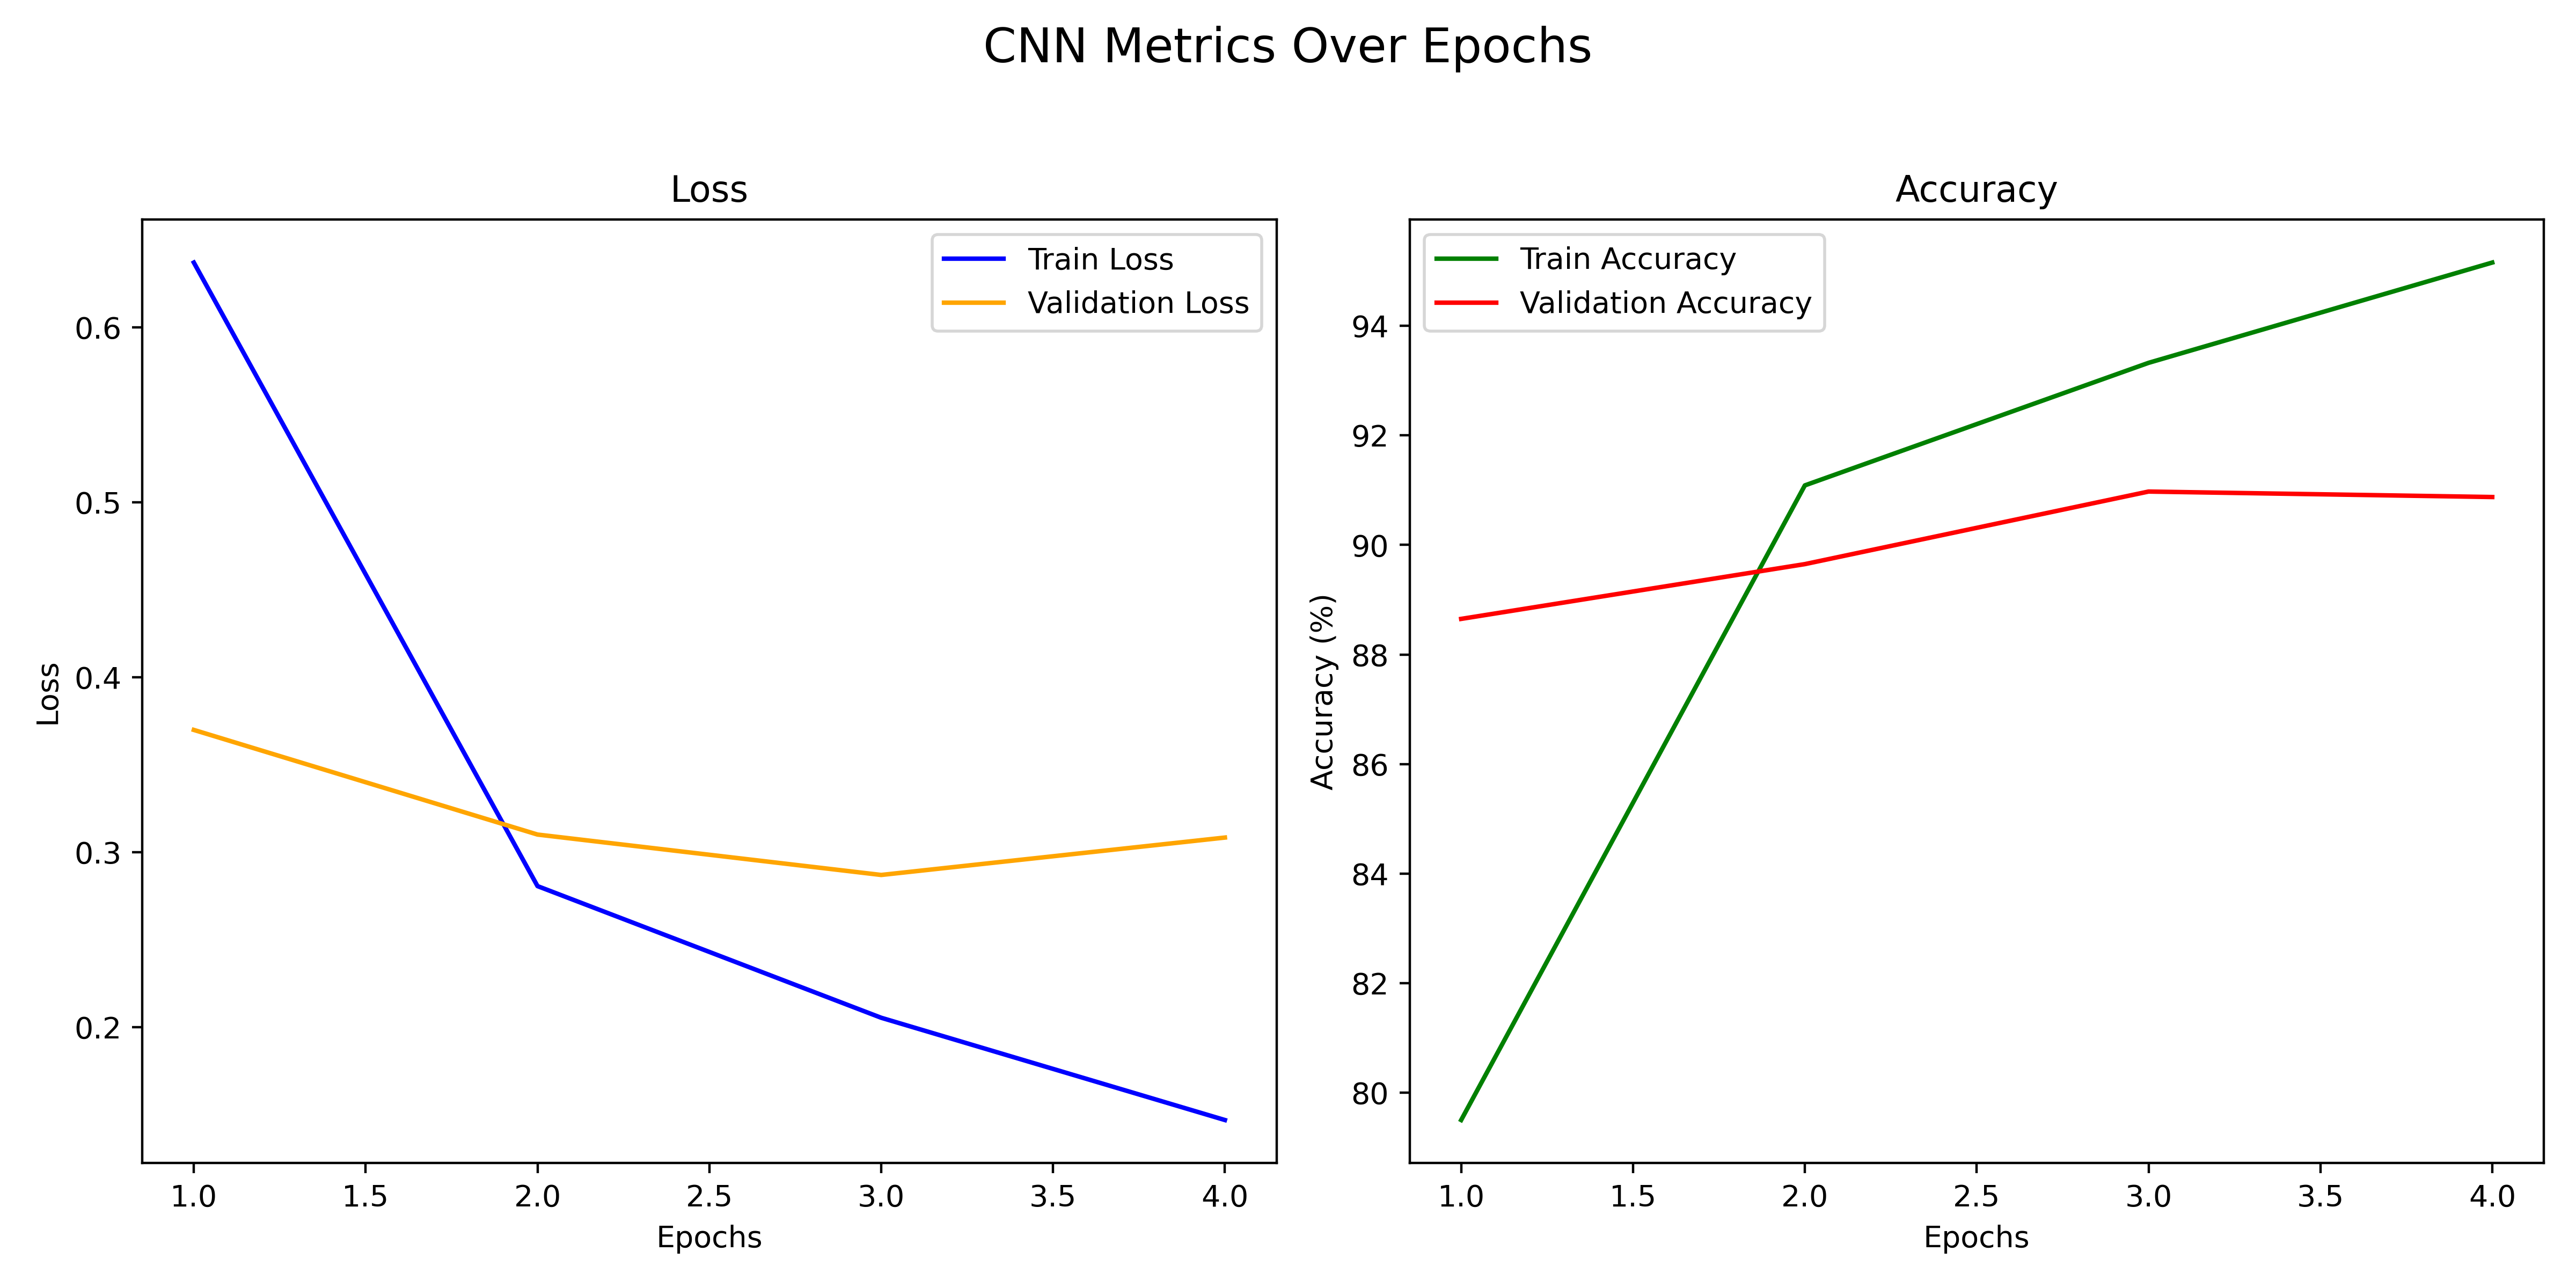 CNN Metrics Over Epochs
Loss
Train Loss
Validation Loss
0.6
0.5
0.4
0.3
0.2
Loss
1.0 1.5 2.0 2.5 3.0 3.5 4.0
Epochs
Accuracy
Train Accuracy
Validation Accuracy
94
92
90
88
86
84
82
80
Accuracy (%)
1.0 1.5 2.0 2.5 3.0 3.5 4.0
Epochs